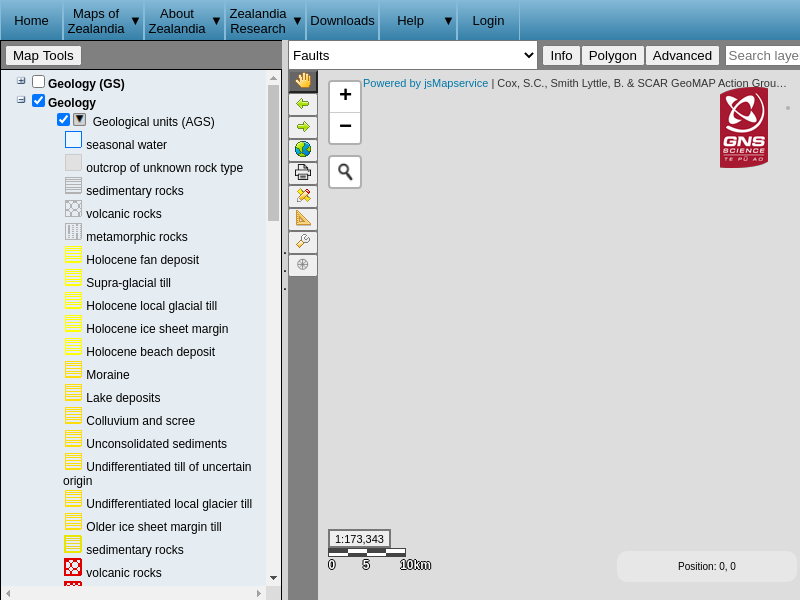 Home
Maps of Zealandia ▼
About Zealandia ▼
Zealandia Research ▼
Downloads
Help ▼
Login
Map Tools
Faults
Info
Polygon
Advanced
Search laye
Geology (GS)
Geology
Geological units (AGS)
seasonal water
outcrop of unknown rock type
sedimentary rocks
volcanic rocks
metamorphic rocks
Holocene fan deposit
Supra-glacial till
Holocene local glacial till
Holocene ice sheet margin
Holocene beach deposit
Moraine
Lake deposits
Colluvium and scree
Unconsolidated sediments
Undifferentiated till of uncertain
origin
Undifferentiated local glacier till
Older ice sheet margin till
sedimentary rocks
volcanic rocks
+
−
Powered by jsMapservice | Cox, S.C., Smith Lyttle, B. & SCAR GeoMAP Action Grou…
GNS
SCIENCE
TE PŪ AO
1:173,343
0 5 10km
Position: 0, 0